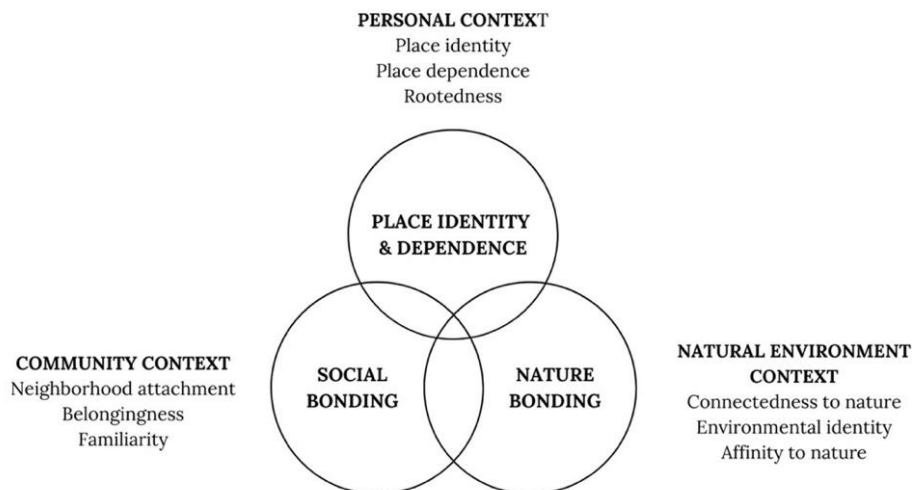 PERSONAL CONTEXT
Place identity
Place dependence
Rootedness
PLACE IDENTITY
& DEPENDENCE
COMMUNITY CONTEXT
Neighborhood attachment
Belongingness
Familiarity
SOCIAL
BONDING
NATURE
BONDING
NATURAL ENVIRONMENT
CONTEXT
Connectedness to nature
Environmental identity
Affinity to nature